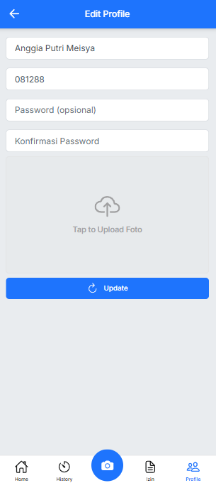 Edit Profile
Anggia Putri Meisya
081288
Password (opsional)
Konfirmasi Password
Tap to Upload Foto
Update
Home
History
Izin
Profile